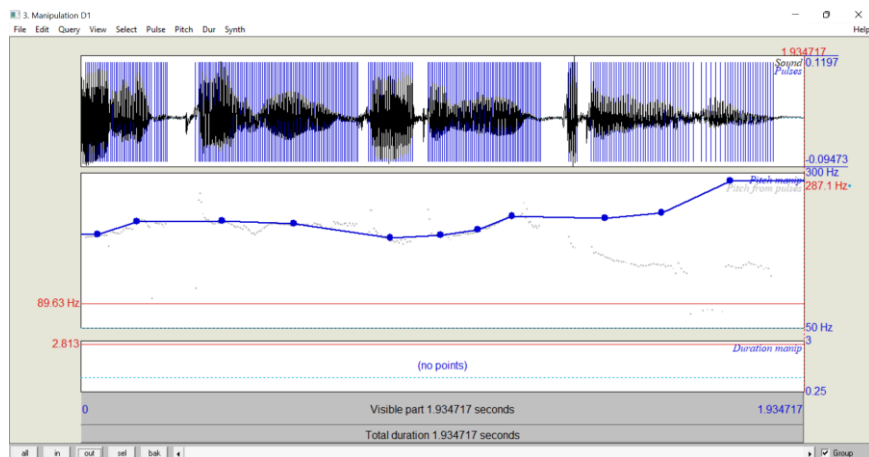 3. Manipulation D1
File Edit Query View Select Pulse Pitch Dur Synth Help
1.934717
Sound 0.1197
Pulses
-0.09473
300 Hz
Pitch manip 287.1 Hz
Pitch from pulses
89.63 Hz
50 Hz
2.813 3
Duration manip
(no points)
0.25
0 Visible part 1.934717 seconds 1.934717
Total duration 1.934717 seconds
all in out sel bak Group